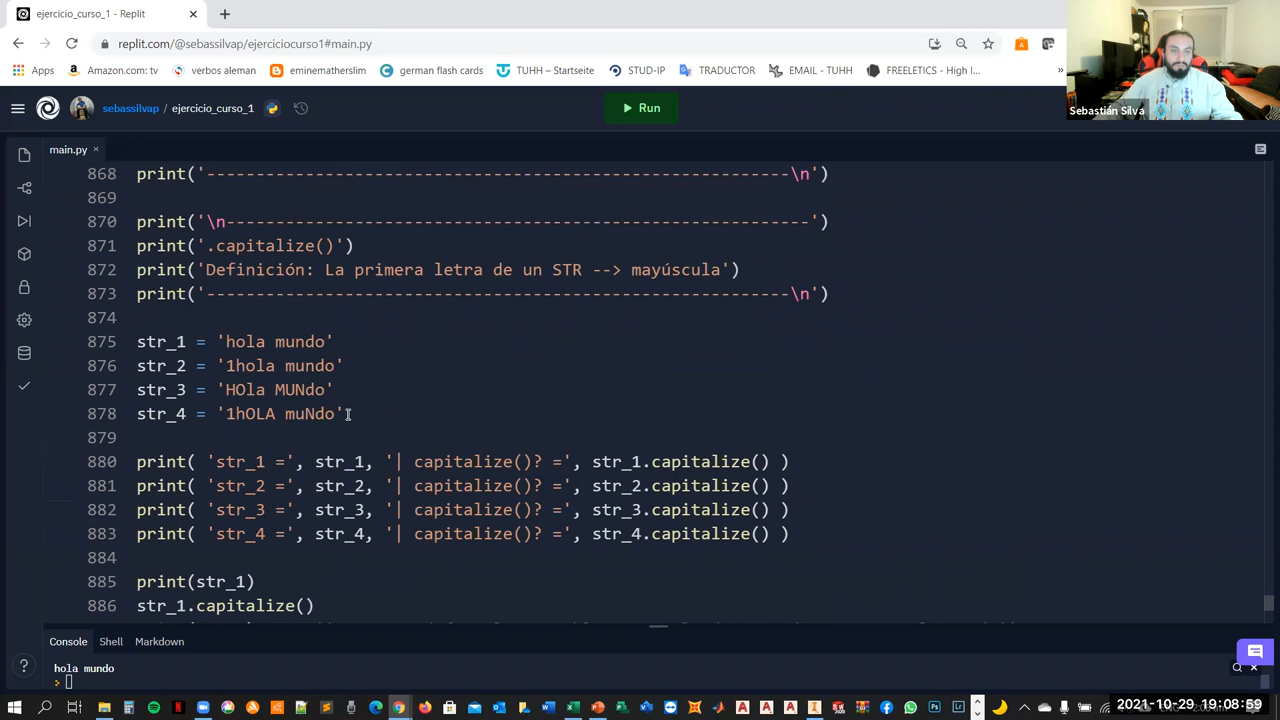 ejercicio_curso_1 - Replit
replit.com/@sebassilvap/ejerciciocurso1#main.py
Apps
Amazon.com: tv
verbos aleman
eminematherslim
german flash cards
TUHH – Startseite
STUD-IP
TRADUCTOR
EMAIL - TUHH
FREELETICS - High I...
»
Sebastián Silva
sebassilvap / ejercicio_curso_1
Run
main.py
868 print('-----------------------------------------------------------\n')
869
870 print('\n-----------------------------------------------------------')
871 print('.capitalize()')
872 print('Definición: La primera letra de un STR --> mayúscula')
873 print('-----------------------------------------------------------\n')
874
875 str_1 = 'hola mundo'
876 str_2 = '1hola mundo'
877 str_3 = 'HOla MUNdo'
878 str_4 = '1hOLA muNdo'
879
880 print( 'str_1 =', str_1, '| capitalize()? =', str_1.capitalize() )
881 print( 'str_2 =', str_2, '| capitalize()? =', str_2.capitalize() )
882 print( 'str_3 =', str_3, '| capitalize()? =', str_3.capitalize() )
883 print( 'str_4 =', str_4, '| capitalize()? =', str_4.capitalize() )
884
885 print(str_1)
886 str_1.capitalize()
Console
Shell
Markdown
hola mundo
2021-10-29 19:08:59